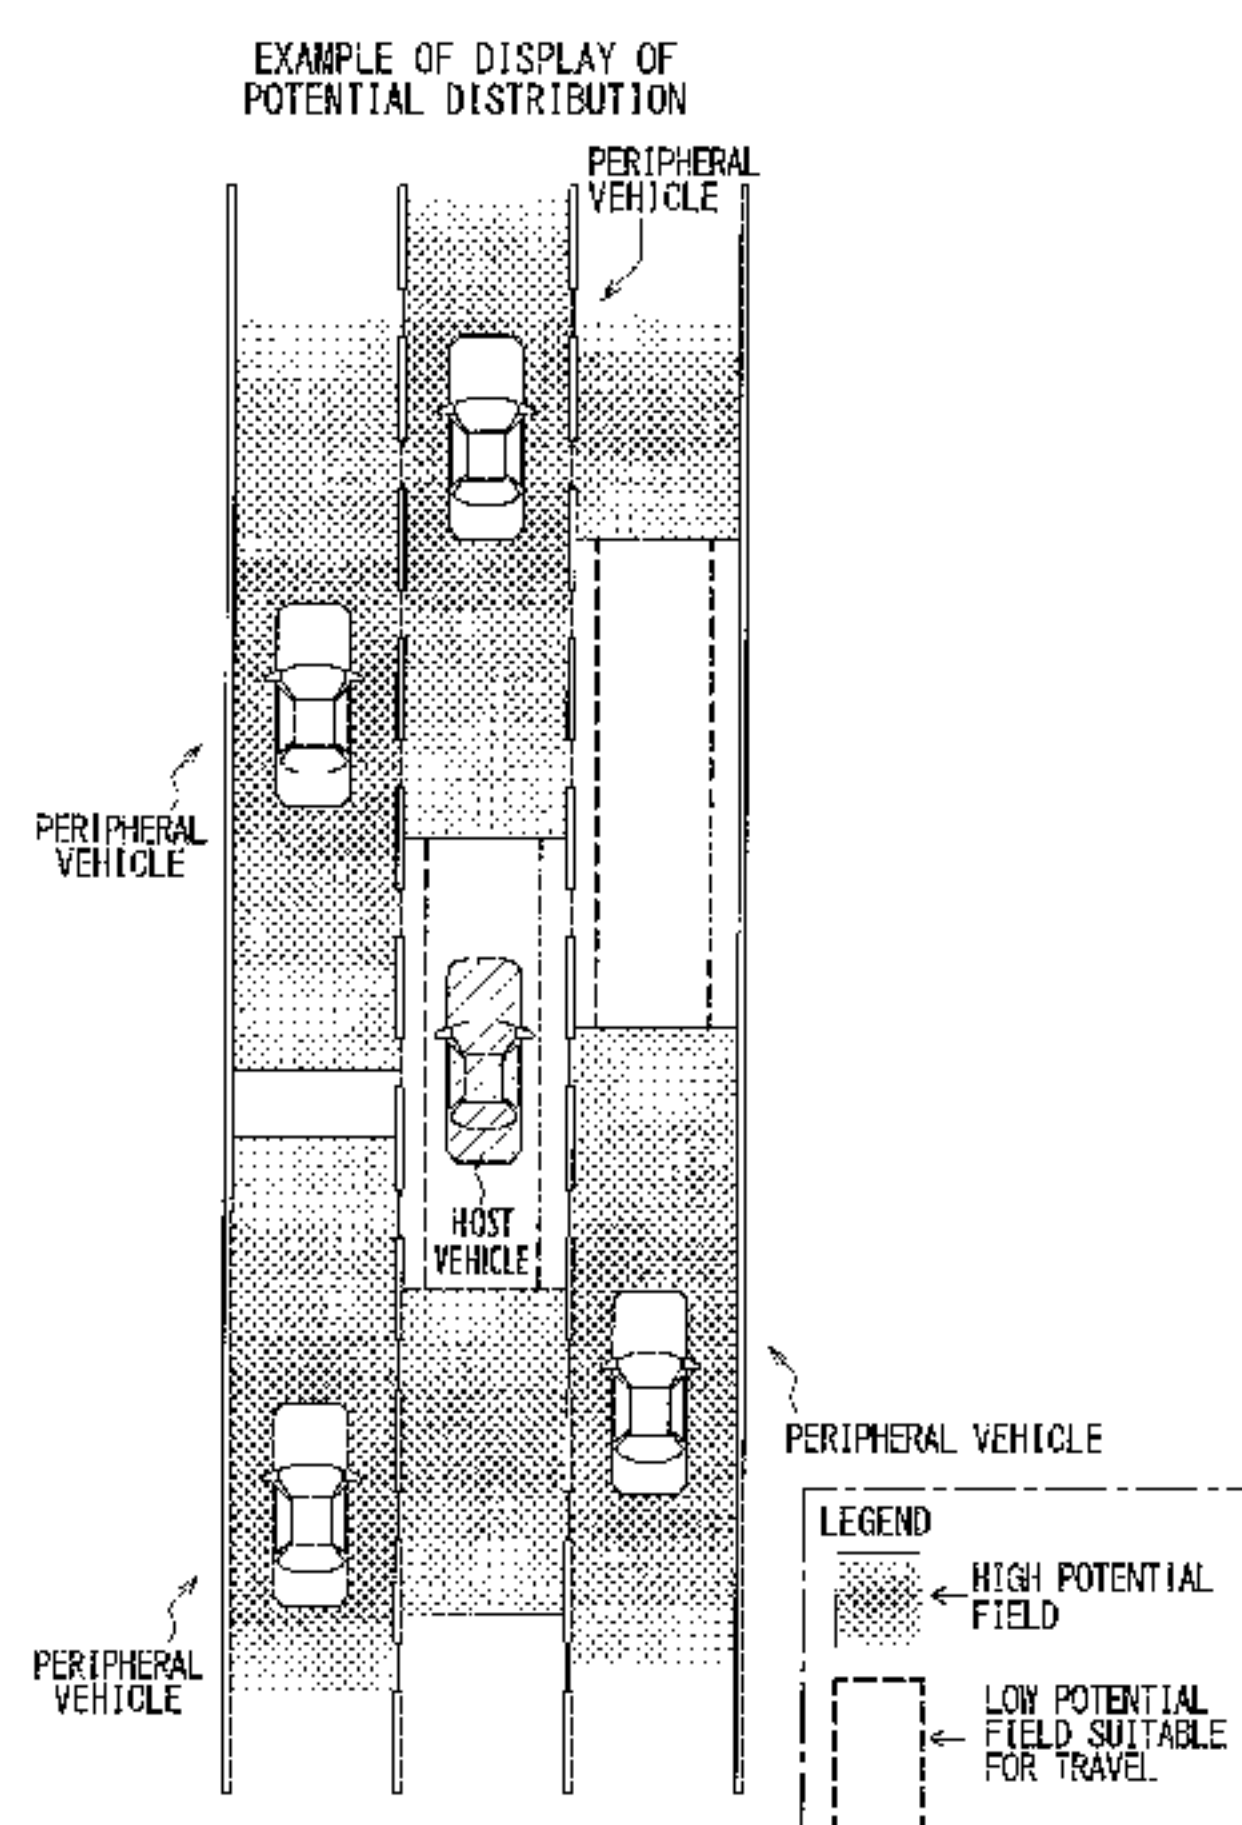 EXAMPLE OF DISPLAY OF
POTENTIAL DISTRIBUTION
PERIPHERAL
VEHICLE
PERIPHERAL
VEHICLE
HOST
VEHICLE
PERIPHERAL VEHICLE
PERIPHERAL
VEHICLE
LEGEND
HIGH POTENTIAL
FIELD
LOW POTENTIAL
FIELD SUITABLE
FOR TRAVEL